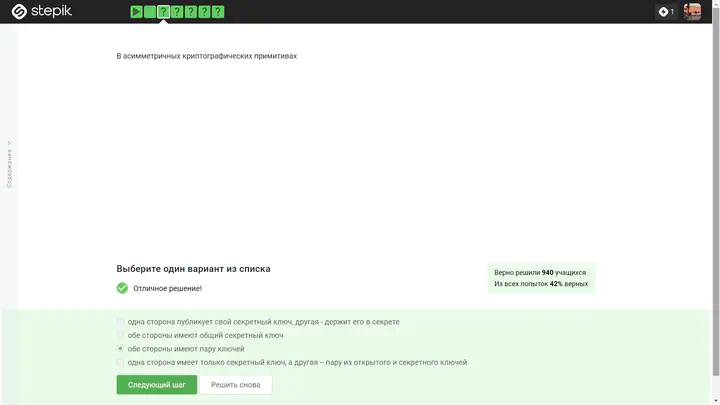 stepik
? ? ? ? ?
1
В асимметричных криптографических примитивах
Содержание
Выберите один вариант из списка
Отличное решение!
Верно решили 940 учащихся
Из всех попыток 42% верных
одна сторона публикует свой секретный ключ, другая - держит его в секрете
обе стороны имеют общий секретный ключ
обе стороны имеют пару ключей
одна сторона имеет только секретный ключ, а другая -- пару из открытого и секретного ключей
Следующий шаг
Решить снова